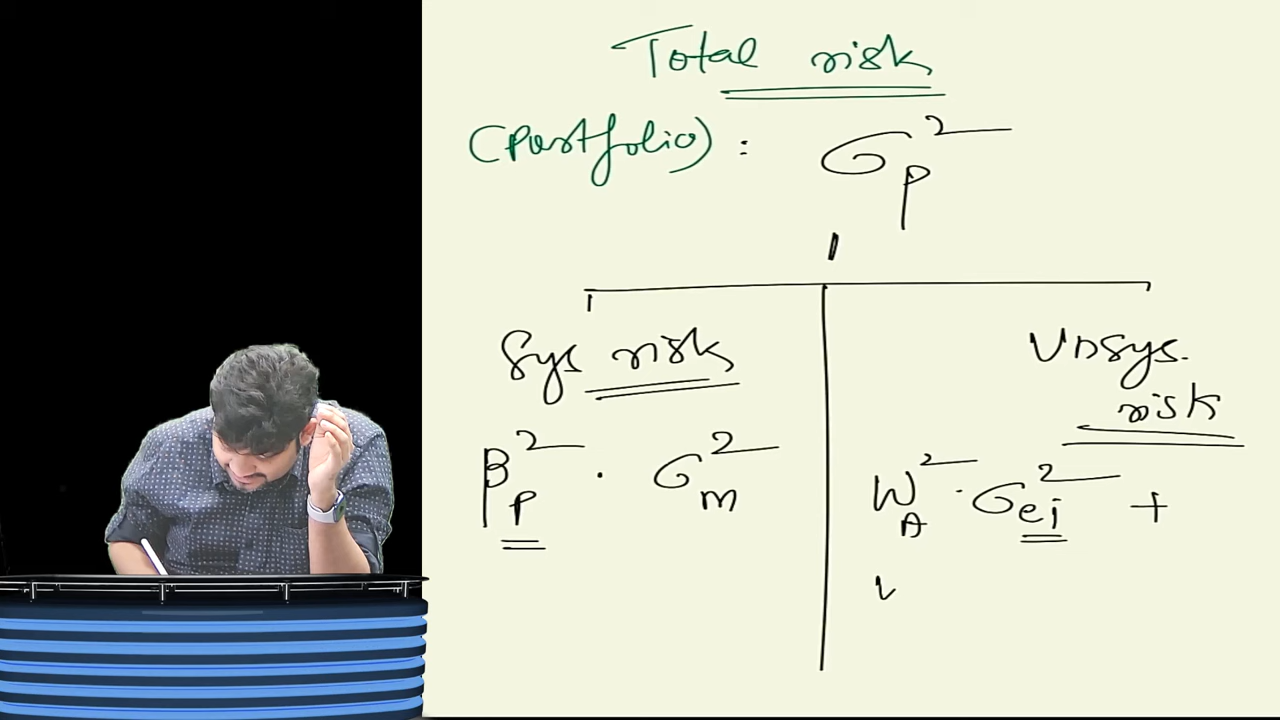 Total risk
(Portfolio) : σp²
Sys risk
Unsys.
risk
βp² · σm²
WA² · σei² +